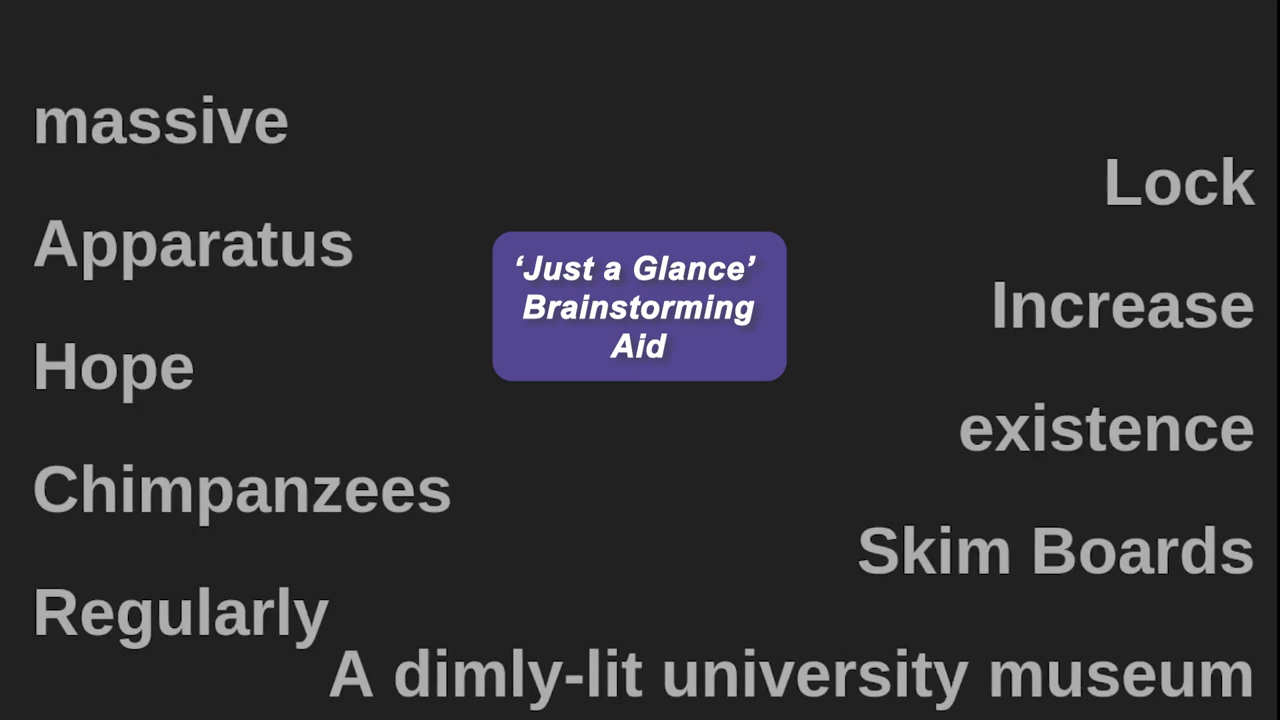 massive
Lock
Apparatus
‘Just a Glance’
Brainstorming
Aid
Increase
Hope
existence
Chimpanzees
Skim Boards
Regularly
A dimly-lit university museum